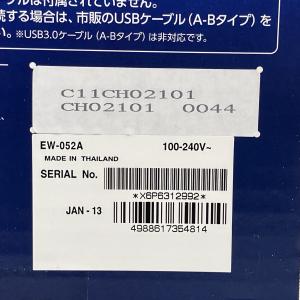 ブルは付属されていません。
続する場合は、市販のUSBケーブル(A-Bタイプ)を
い。※USB3.0ケーブル(A-Bタイプ)は非対応です。
C11CH02101
CH02101 0044
EW-052A 100-240V~
MADE IN THAILAND
SERIAL No.
*X6P6312992*
JAN-13
4988617354814